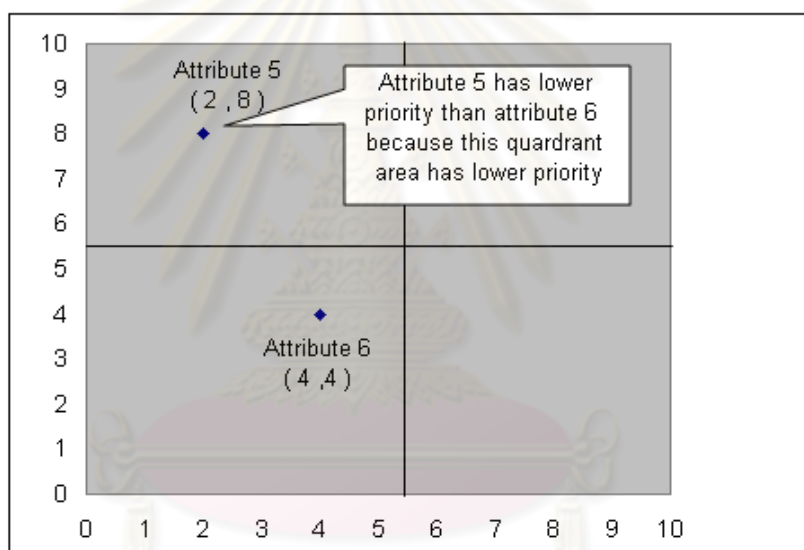 10
9
8
7
6
5
4
3
2
1
0
Attribute 5
( 2 , 8 )
Attribute 5 has lower
priority than attribute 6
because this quardrant
area has lower priority
Attribute 6
( 4 ,4 )
0 1 2 3 4 5 6 7 8 9 10